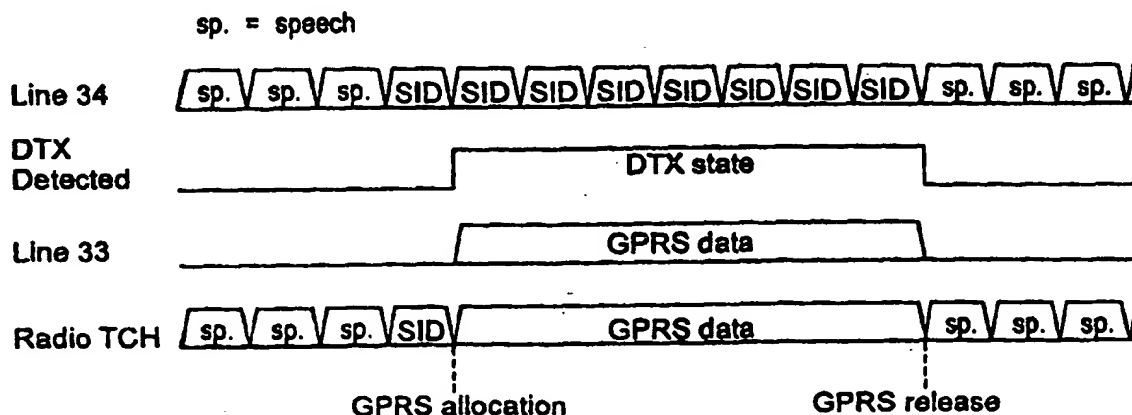 sp. = speech
Line 34 sp. sp. sp. SID SID SID SID SID SID SID SID sp. sp. sp.
DTX
Detected
DTX state
Line 33 GPRS data
Radio TCH sp. sp. sp. SID GPRS data sp. sp. sp.
GPRS allocation GPRS release